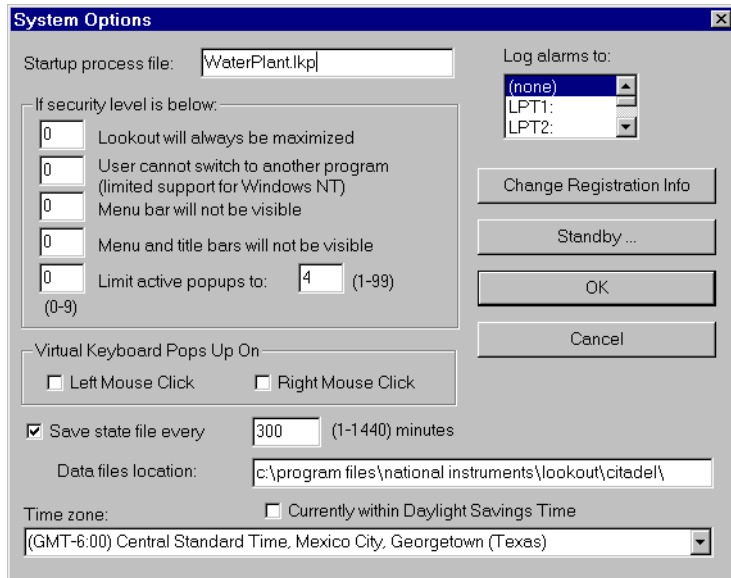 System Options
Startup process file: WaterPlant.lkp
Log alarms to:
(none)
LPT1:
LPT2:
If security level is below:
0 Lookout will always be maximized
0 User cannot switch to another program
(limited support for Windows NT)
0 Menu bar will not be visible
0 Menu and title bars will not be visible
0 Limit active popups to: 4 (1-99)
(0-9)
Change Registration Info
Standby ...
OK
Cancel
Virtual Keyboard Pops Up On
Left Mouse Click Right Mouse Click
Save state file every 300 (1-1440) minutes
Data files location: c:\program files\national instruments\lookout\citadel\
Time zone: Currently within Daylight Savings Time
(GMT-6:00) Central Standard Time, Mexico City, Georgetown (Texas)